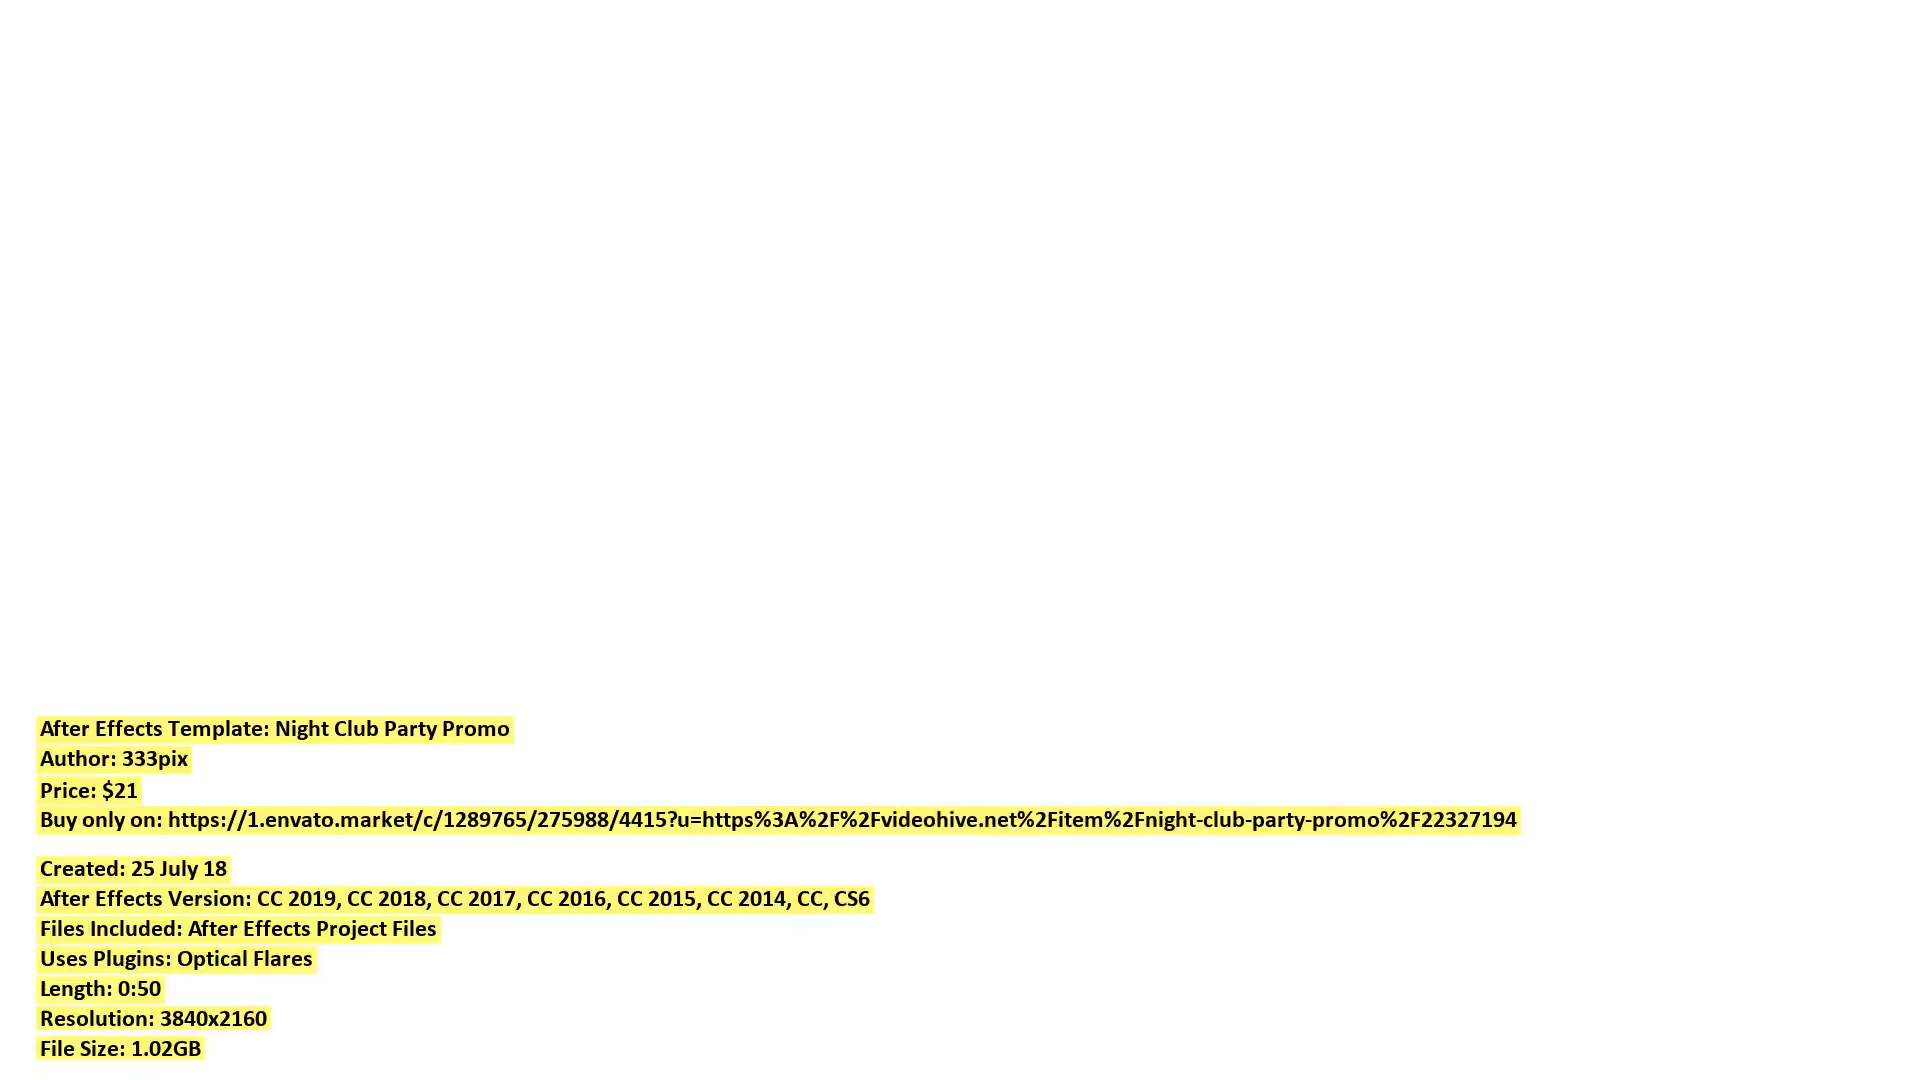 After Effects Template: Night Club Party Promo
Author: 333pix
Price: $21
Buy only on: https://1.envato.market/c/1289765/275988/4415?u=https%3A%2F%2Fvideohive.net%2Fitem%2Fnight-club-party-promo%2F22327194
Created: 25 July 18
After Effects Version: CC 2019, CC 2018, CC 2017, CC 2016, CC 2015, CC 2014, CC, CS6
Files Included: After Effects Project Files
Uses Plugins: Optical Flares
Length: 0:50
Resolution: 3840x2160
File Size: 1.02GB